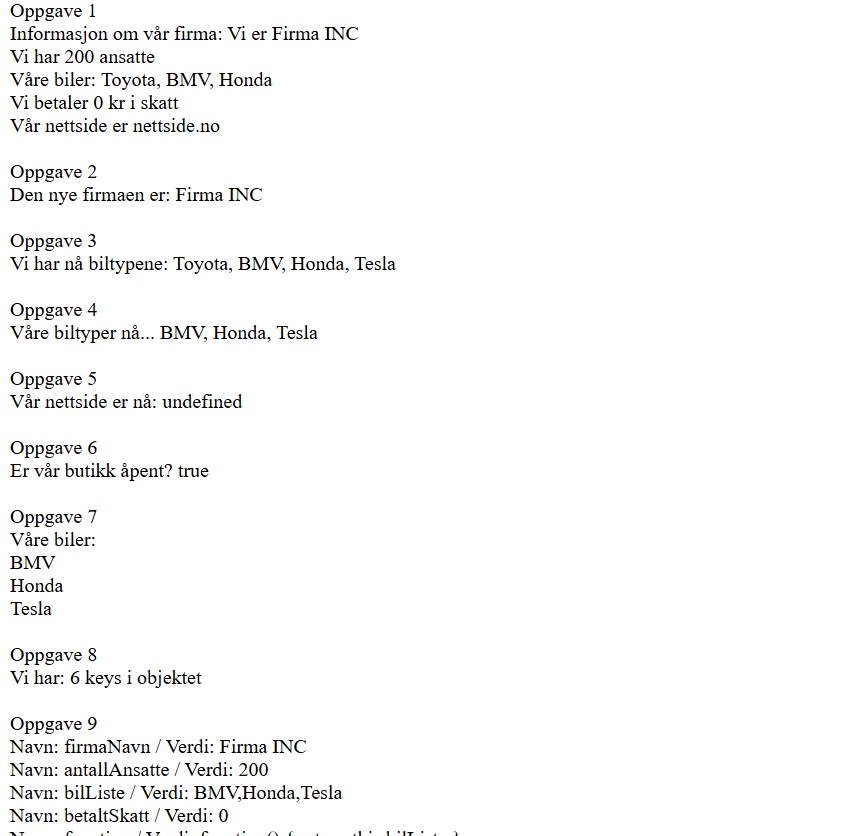 Oppgave 1
Informasjon om vår firma: Vi er Firma INC
Vi har 200 ansatte
Våre biler: Toyota, BMV, Honda
Vi betaler 0 kr i skatt
Vår nettside er nettside.no
Oppgave 2
Den nye firmaen er: Firma INC
Oppgave 3
Vi har nå biltypene: Toyota, BMV, Honda, Tesla
Oppgave 4
Våre biltyper nå... BMV, Honda, Tesla
Oppgave 5
Vår nettside er nå: undefined
Oppgave 6
Er vår butikk åpent? true
Oppgave 7
Våre biler:
BMV
Honda
Tesla
Oppgave 8
Vi har: 6 keys i objektet
Oppgave 9
Navn: firmaNavn / Verdi: Firma INC
Navn: antallAnsatte / Verdi: 200
Navn: bilListe / Verdi: BMV,Honda,Tesla
Navn: betaltSkatt / Verdi: 0